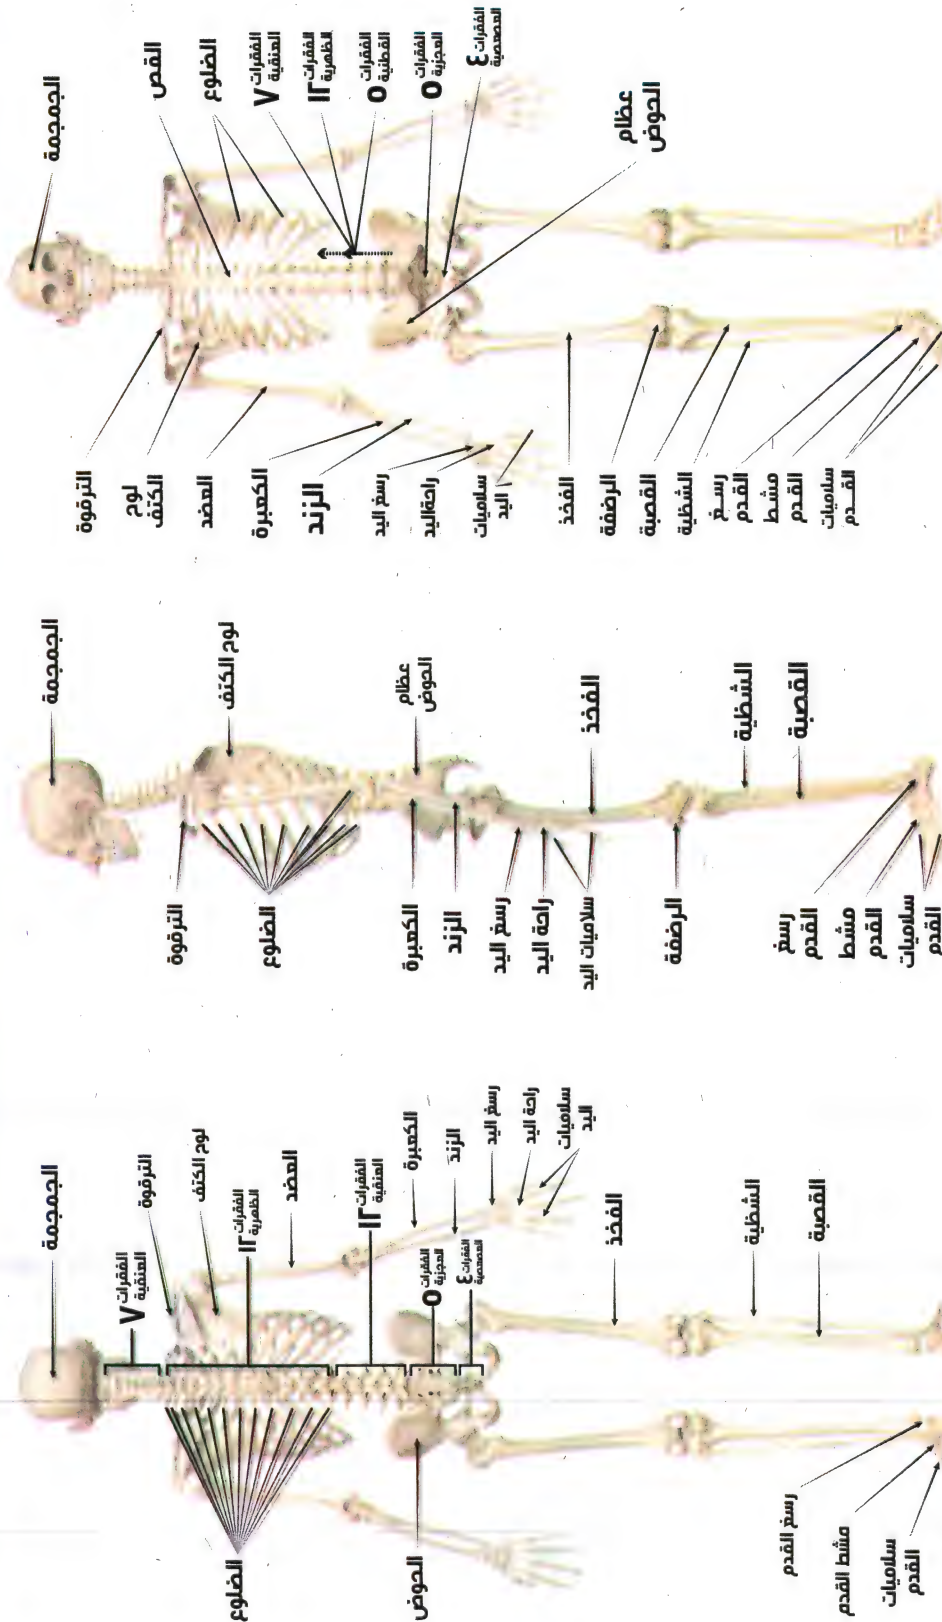 الجمجمة
القص
الضلوع
٧ الفقرات
العنقية
١٢ الفقرات
الظهرية
٥ الفقرات
القطنية
٥ الفقرات
العجزية
٤ الفقرات
العصعصية
عظام
الحوض
الترقوة
لوح
الكتف
العضد
الكعبرة
الزند
رسغ اليد
راحة اليد
سلاميات
اليد
الفخذ
الرضفة
القصبة
الشظية
رسغ
القدم
مشط
القدم
سلاميات
القدم
الجمجمة
لوح الكتف
عظام
الحوض
الفخذ
الشظية
القصبة
الترقوة
الضلوع
الكعبرة
الزند
رسغ اليد
راحة اليد
سلاميات اليد
الرضفة
رسغ
القدم
مشط
القدم
سلاميات
القدم
الجمجمة
٧ الفقرات
العنقية
الترقوة
لوح الكتف
١٢ الفقرات
الظهرية
العضد
١٢ الفقرات
العنقية
الكعبرة
٥ الفقرات
العجزية
الزند
٤ الفقرات
العصعصية
رسغ اليد
راحة اليد
سلاميات
اليد
الفخذ
الشظية
القصبة
الضلوع
الحوض
رسغ القدم
مشط القدم
سلاميات
القدم